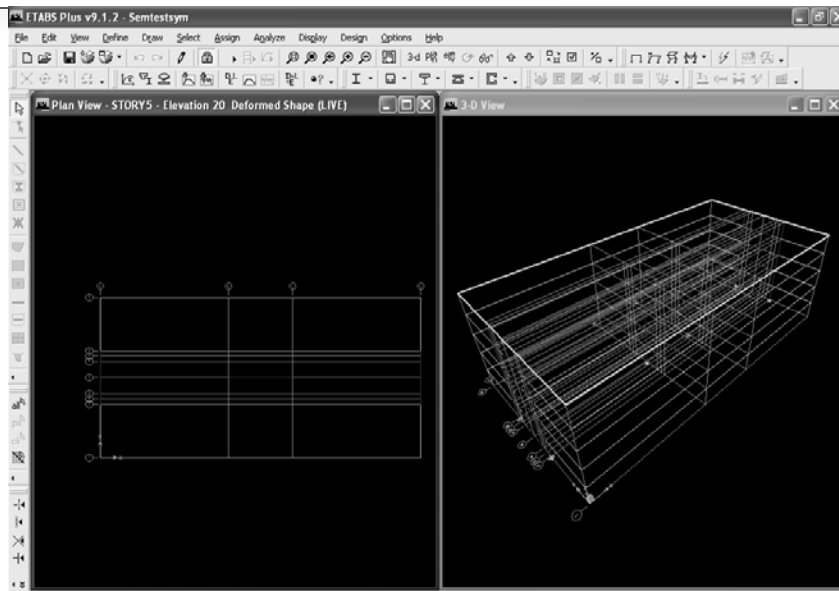 ETABS Plus v9.1.2 - Semtestsym
File Edit View Define Draw Select Assign Analyze Display Design Options Help
3-d
Plan View - STORY5 - Elevation 20 Deformed Shape (LIVE)
3-D View